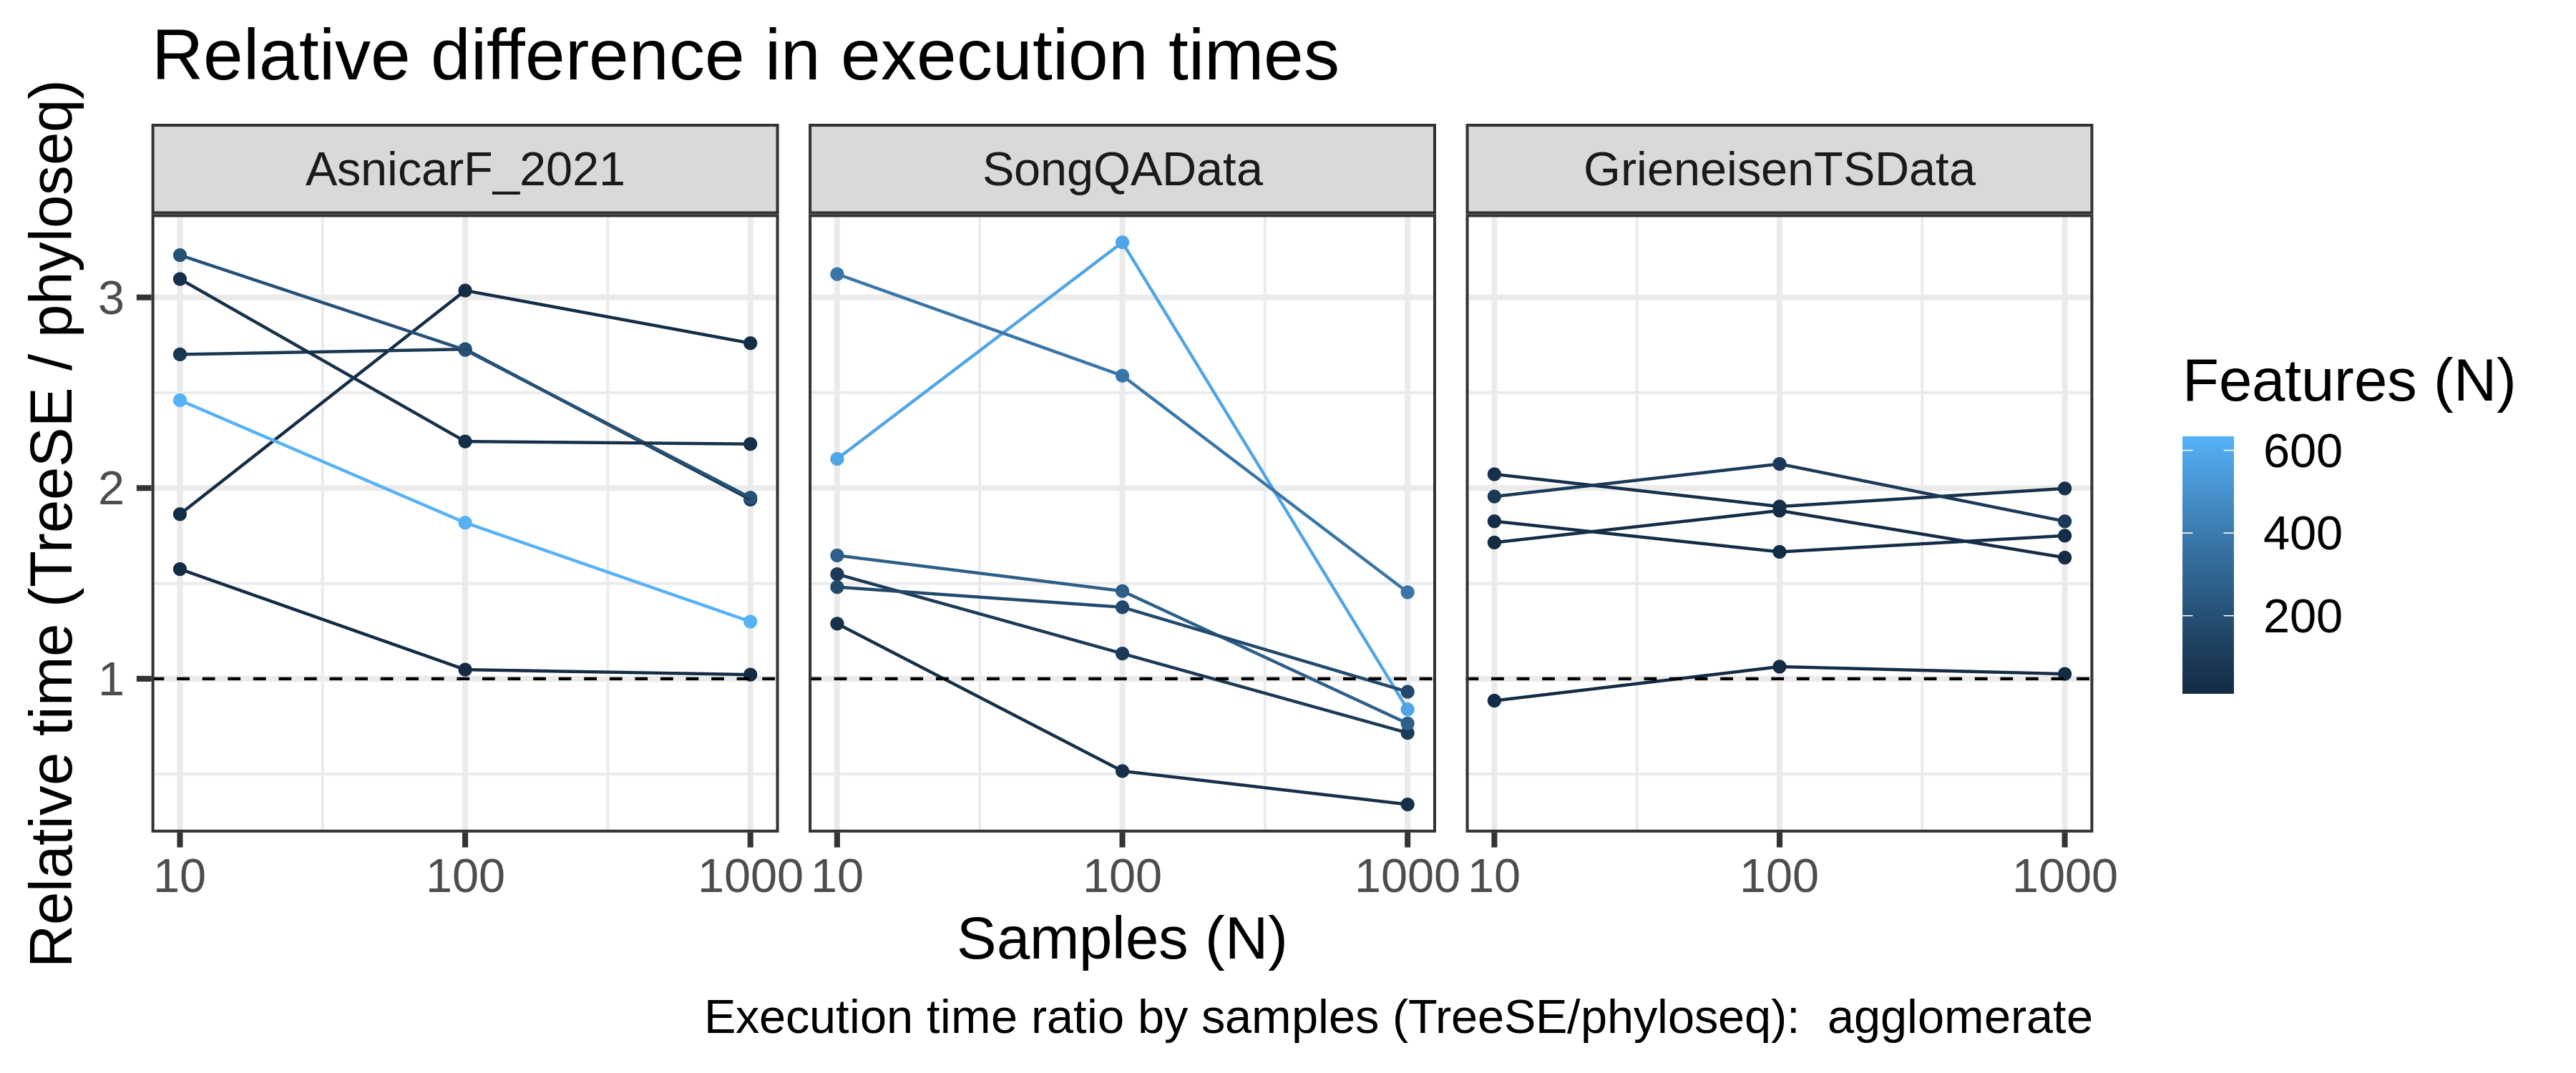 Relative difference in execution times
Relative time (TreeSE / phyloseq)
AsnicarF_2021
SongQAData
GrieneisenTSData
3
2
1
10
100
1000
10
100
1000
10
100
1000
Samples (N)
Features (N)
600
400
200
Execution time ratio by samples (TreeSE/phyloseq):  agglomerate